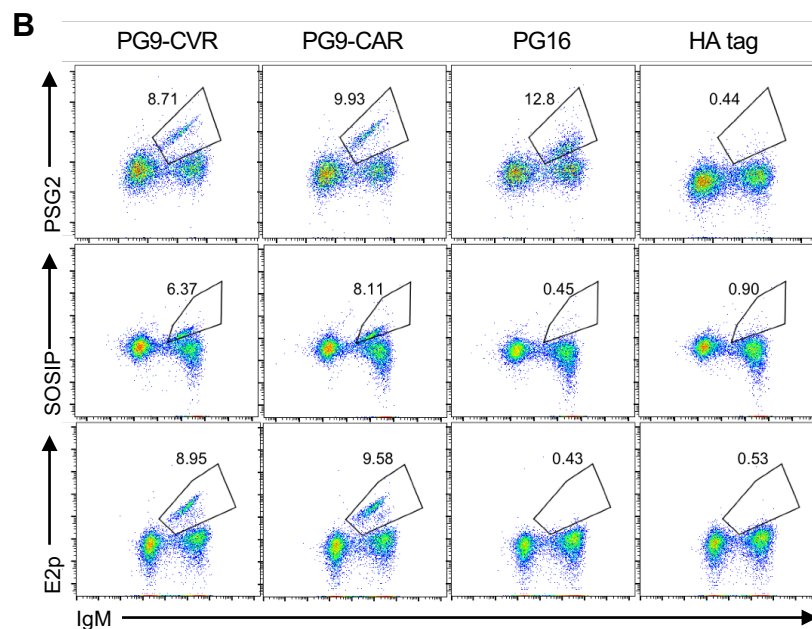 B
PG9-CVR PG9-CAR PG16 HA tag
PSG2
8.71 9.93 12.8 0.44
SOSIP
6.37 8.11 0.45 0.90
E2p
8.95 9.58 0.43 0.53
IgM